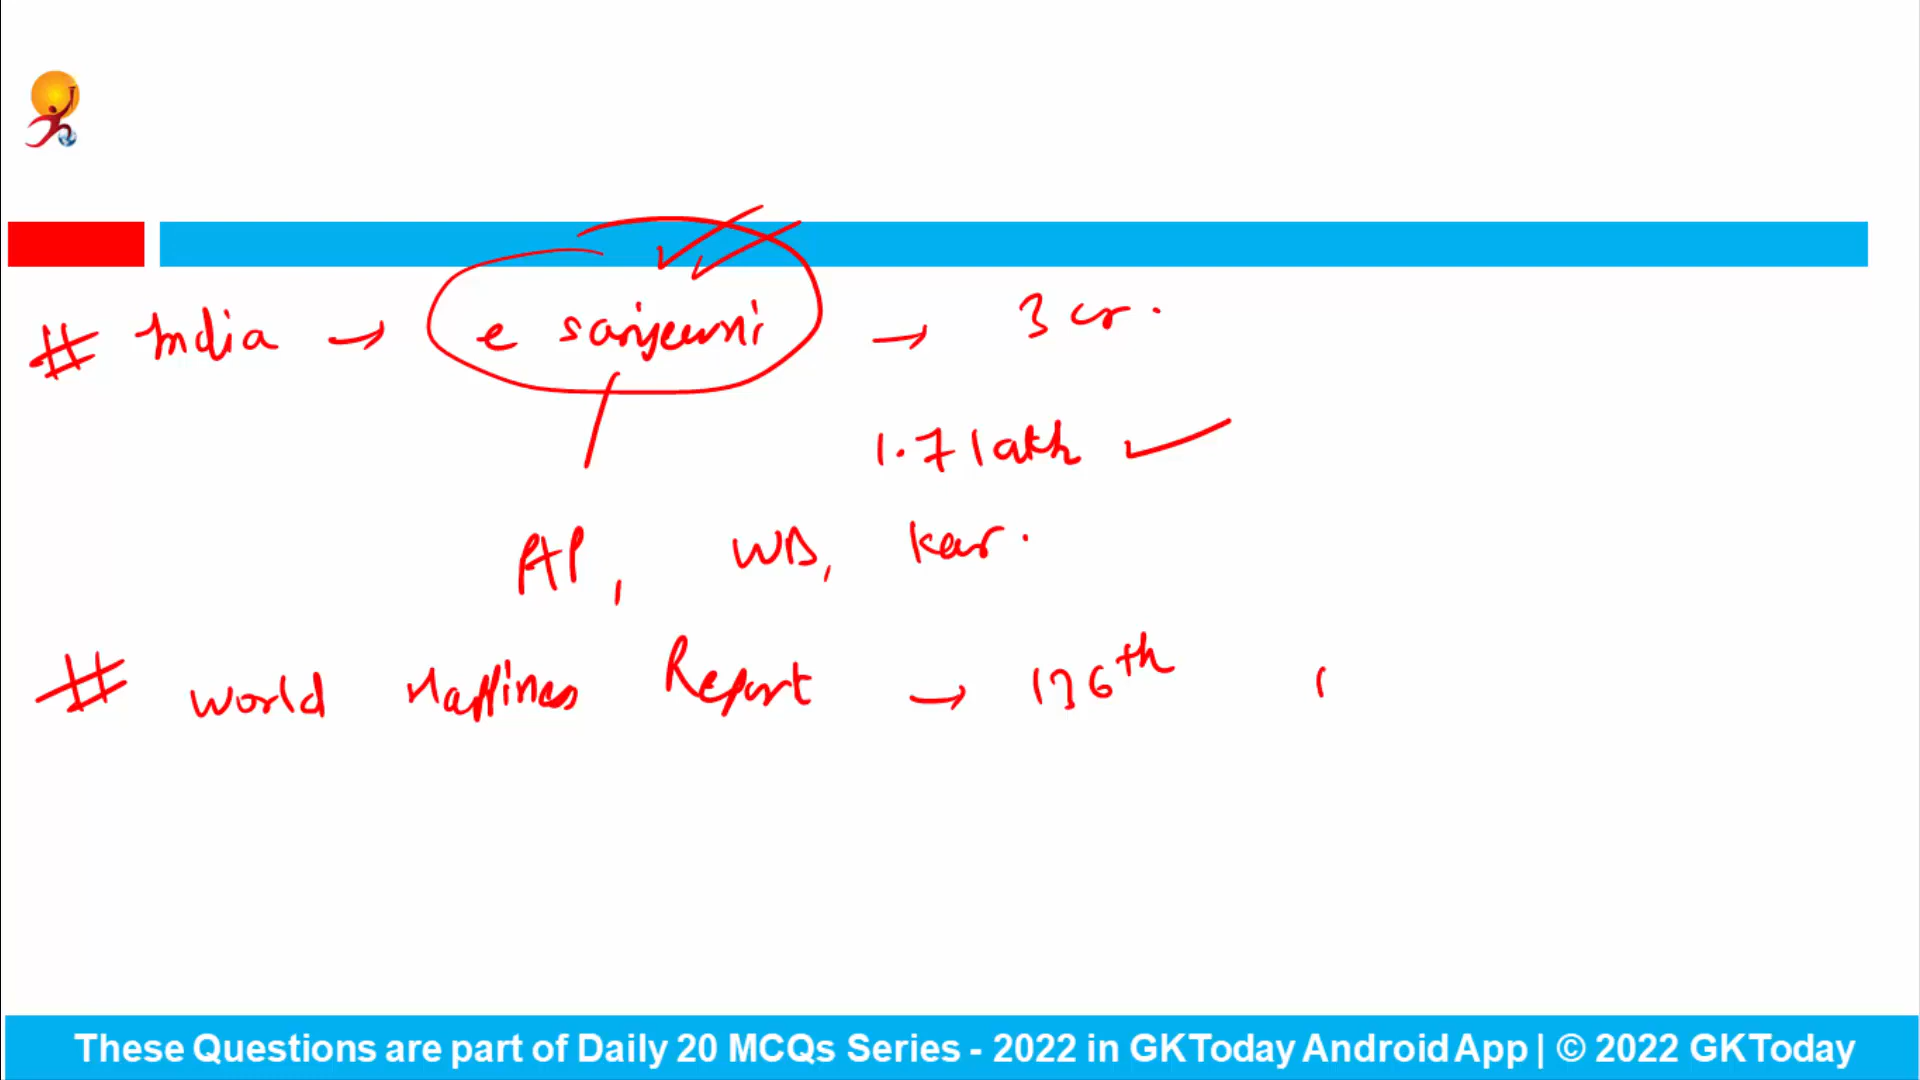 # India → e sanjeevni → 3 cr.
1.7 lakh
AP, WB, Kar.
# World Happiness Report → 136th
These Questions are part of Daily 20 MCQs Series - 2022 in GKToday Android App | © 2022 GKToday